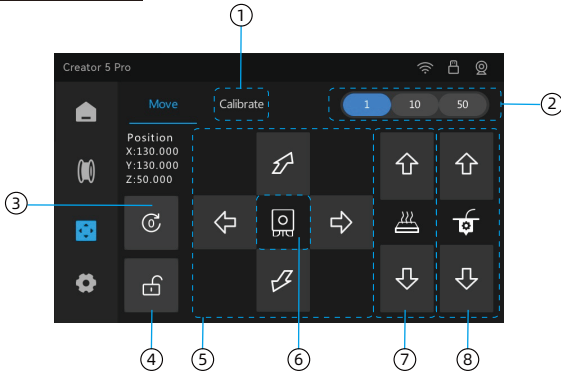 ①
Creator 5 Pro
Move
Calibrate
1
10
50
②
Position
X:130.000
Y:130.000
Z:50.000
③
0
④
⑤
⑥
⑦
⑧